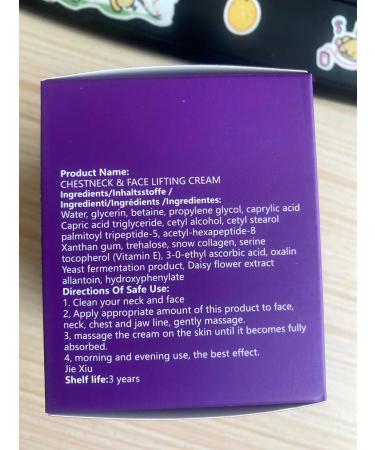 Product Name:
CHESTNECK & FACE LIFTING CREAM
Ingredients/Inhaltsstoffe /
Ingredienti/Ingrédients /Ingredientes:
Water, glycerin, betaine, propylene glycol, caprylic acid
Capric acid triglyceride, cetyl alcohol, cetyl stearol
palmitoyl tripeptide-5, acetyl-hexapeptide-8
Xanthan gum, trehalose, snow collagen, serine
tocopherol (Vitamin E), 3-0-ethyl ascorbic acid, oxalin
Yeast fermentation product, Daisy flower extract
allantoin, hydroxyphenylate
Directions Of Safe Use:
1. Clean your neck and face
2, Apply appropriate amount of this product to face,
neck, chest and jaw line, gently massage.
3, massage the cream on the skin until it becomes fully
absorbed.
4, morning and evening use, the best effect.
Jie Xiu
Shelf life:3 years